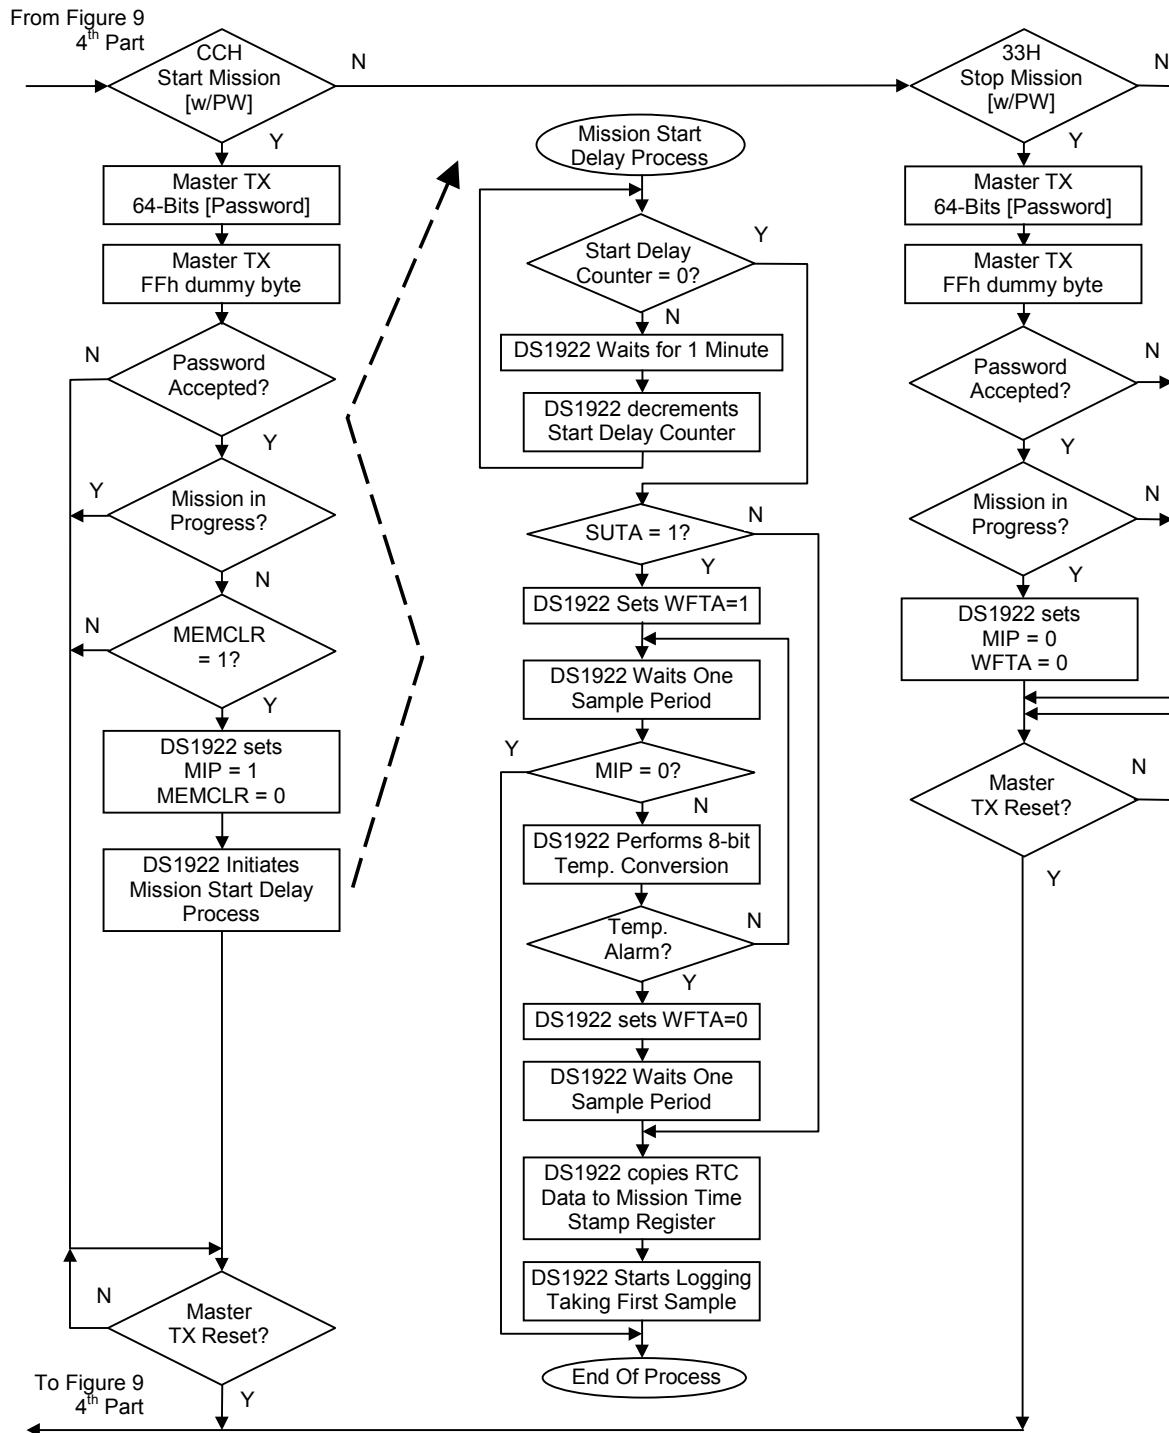 From Figure 9
4th Part
CCH
Start Mission
[w/PW]
N
Y
Master TX
64-Bits [Password]
Master TX
FFh dummy byte
N
Password
Accepted?
Y
Y
Mission in
Progress?
N
N
MEMCLR
= 1?
Y
DS1922 sets
MIP = 1
MEMCLR = 0
DS1922 Initiates
Mission Start Delay
Process
N
Master
TX Reset?
Y
To Figure 9
4th Part
Mission Start
Delay Process
Start Delay
Counter = 0?
Y
N
DS1922 Waits for 1 Minute
DS1922 decrements
Start Delay Counter
SUTA = 1?
N
Y
DS1922 Sets WFTA=1
DS1922 Waits One
Sample Period
Y
MIP = 0?
N
DS1922 Performs 8-bit
Temp. Conversion
Temp.
Alarm?
N
Y
DS1922 sets WFTA=0
DS1922 Waits One
Sample Period
DS1922 copies RTC
Data to Mission Time
Stamp Register
DS1922 Starts Logging
Taking First Sample
End Of Process
33H
Stop Mission
[w/PW]
N
Y
Master TX
64-Bits [Password]
Master TX
FFh dummy byte
Password
Accepted?
N
Y
Mission in
Progress?
N
Y
DS1922 sets
MIP = 0
WFTA = 0
Master
TX Reset?
N
Y